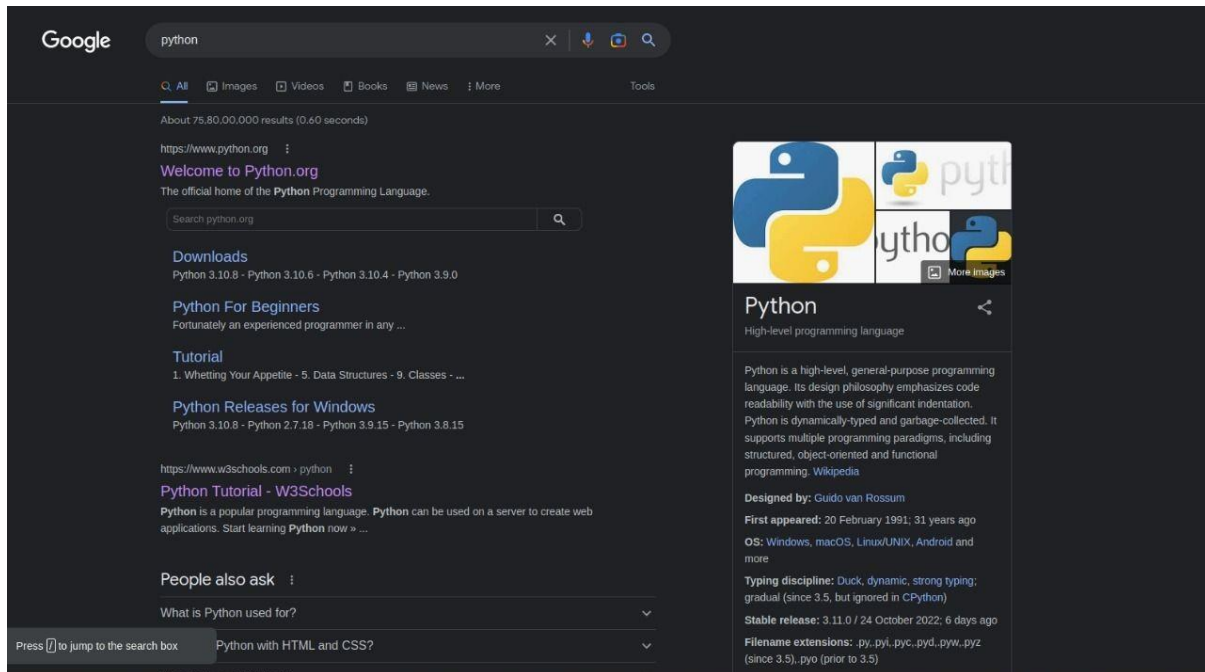 Google
python
All
Images
Videos
Books
News
More
Tools
About 75,80,00,000 results (0.60 seconds)
https://www.python.org
Welcome to Python.org
The official home of the Python Programming Language.
Search python.org
Downloads
Python 3.10.8 - Python 3.10.6 - Python 3.10.4 - Python 3.9.0
Python For Beginners
Fortunately an experienced programmer in any ...
Tutorial
1. Whetting Your Appetite - 5. Data Structures - 9. Classes - ...
Python Releases for Windows
Python 3.10.8 - Python 2.7.18 - Python 3.9.15 - Python 3.8.15
https://www.w3schools.com › python
Python Tutorial - W3Schools
Python is a popular programming language. Python can be used on a server to create web
applications. Start learning Python now » ...
People also ask
What is Python used for?
Python with HTML and CSS?
Press / to jump to the search box
pyth
ytho
More images
Python
High-level programming language
Python is a high-level, general-purpose programming
language. Its design philosophy emphasizes code
readability with the use of significant indentation.
Python is dynamically-typed and garbage-collected. It
supports multiple programming paradigms, including
structured, object-oriented and functional
programming. Wikipedia
Designed by: Guido van Rossum
First appeared: 20 February 1991; 31 years ago
OS: Windows, macOS, Linux/UNIX, Android and
more
Typing discipline: Duck, dynamic, strong typing;
gradual (since 3.5, but ignored in CPython)
Stable release: 3.11.0 / 24 October 2022; 6 days ago
Filename extensions: .py,.pyi,.pyc,.pyd,.pyw,.pyz
(since 3.5),.pyo (prior to 3.5)